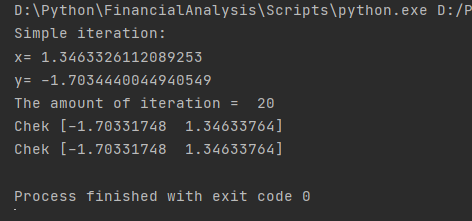 D:\Python\FinancialAnalysis\Scripts\python.exe D:/P
Simple iteration:
x= 1.3463326112089253
y= -1.7034440044940549
The amount of iteration =  20
Chek [-1.70331748  1.34633764]
Chek [-1.70331748  1.34633764]
Process finished with exit code 0